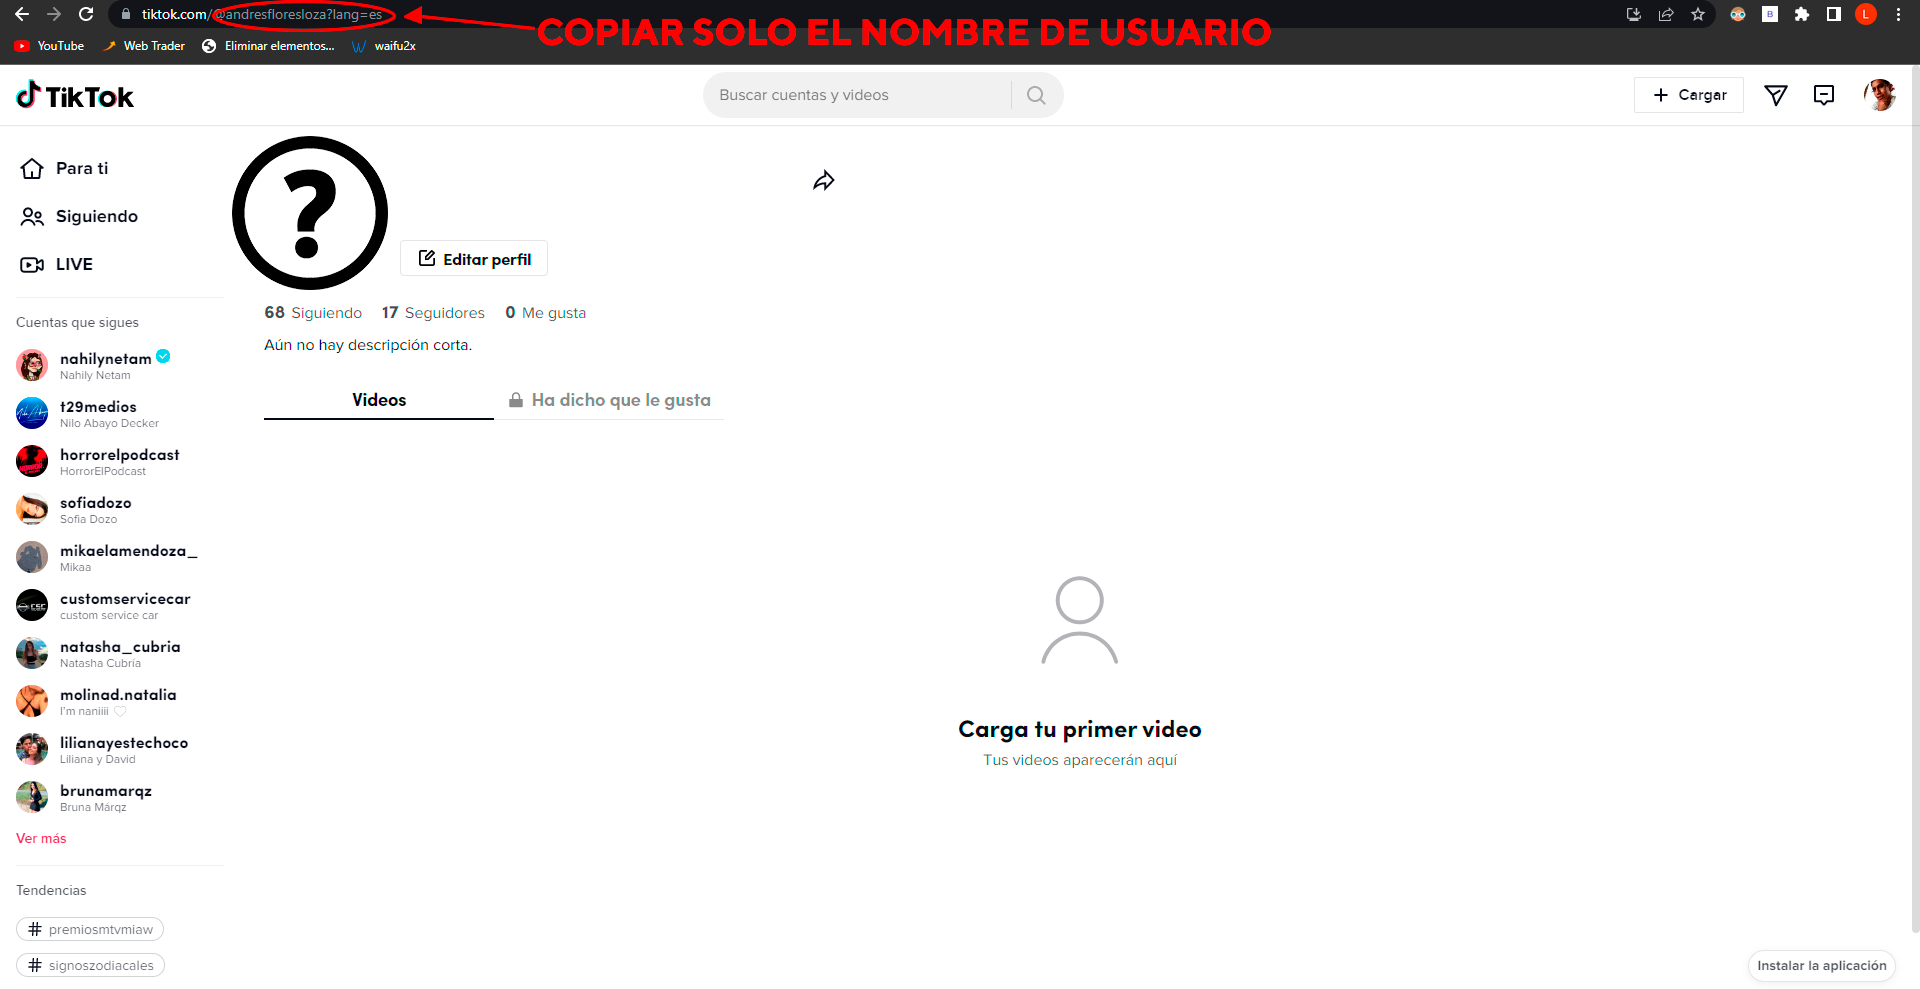 tiktok.com/@andresfloresloza?lang=es
COPIAR SOLO EL NOMBRE DE USUARIO
B
L
YouTube
Web Trader
Eliminar elementos...
waifu2x
TikTok
Buscar cuentas y videos
Cargar
Para ti
Siguiendo
LIVE
?
Editar perfil
68 Siguiendo 17 Seguidores 0 Me gusta
Aún no hay descripción corta.
Videos
Ha dicho que le gusta
Cuentas que sigues
nahilynetam
Nahily Netam
t29medios
Nilo Abayo Decker
horrorelpodcast
HorrorElPodcast
sofiadozo
Sofia Dozo
mikaelamendoza_
Mikaa
customservicecar
custom service car
natasha_cubria
Natasha Cubría
molinad.natalia
I'm naniiii ♡
lilianayestechoco
Liliana y David
brunamarqz
Bruna Márqz
Ver más
Carga tu primer video
Tus videos aparecerán aquí
Tendencias
# premiosmtvmiaw
# signoszodiacales
Instalar la aplicación